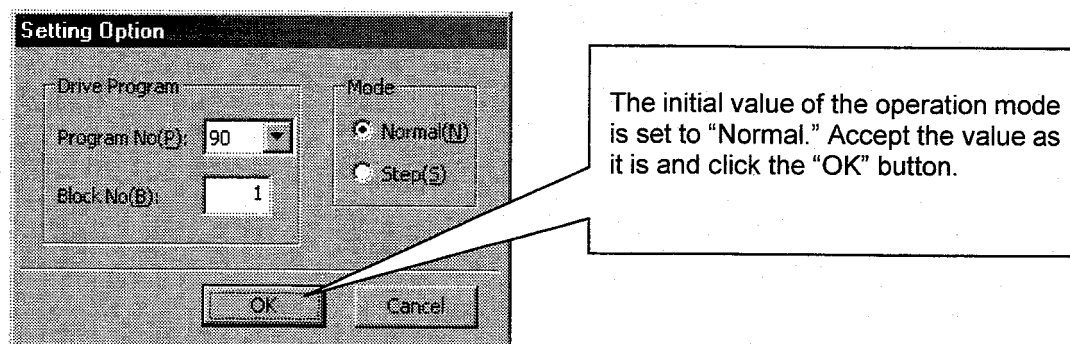 Setting Option
Drive Program
Program No(P): 90
Block No(B): 1
Mode
Normal(N)
Step(S)
OK
Cancel
The initial value of the operation mode
is set to “Normal.” Accept the value as
it is and click the “OK” button.